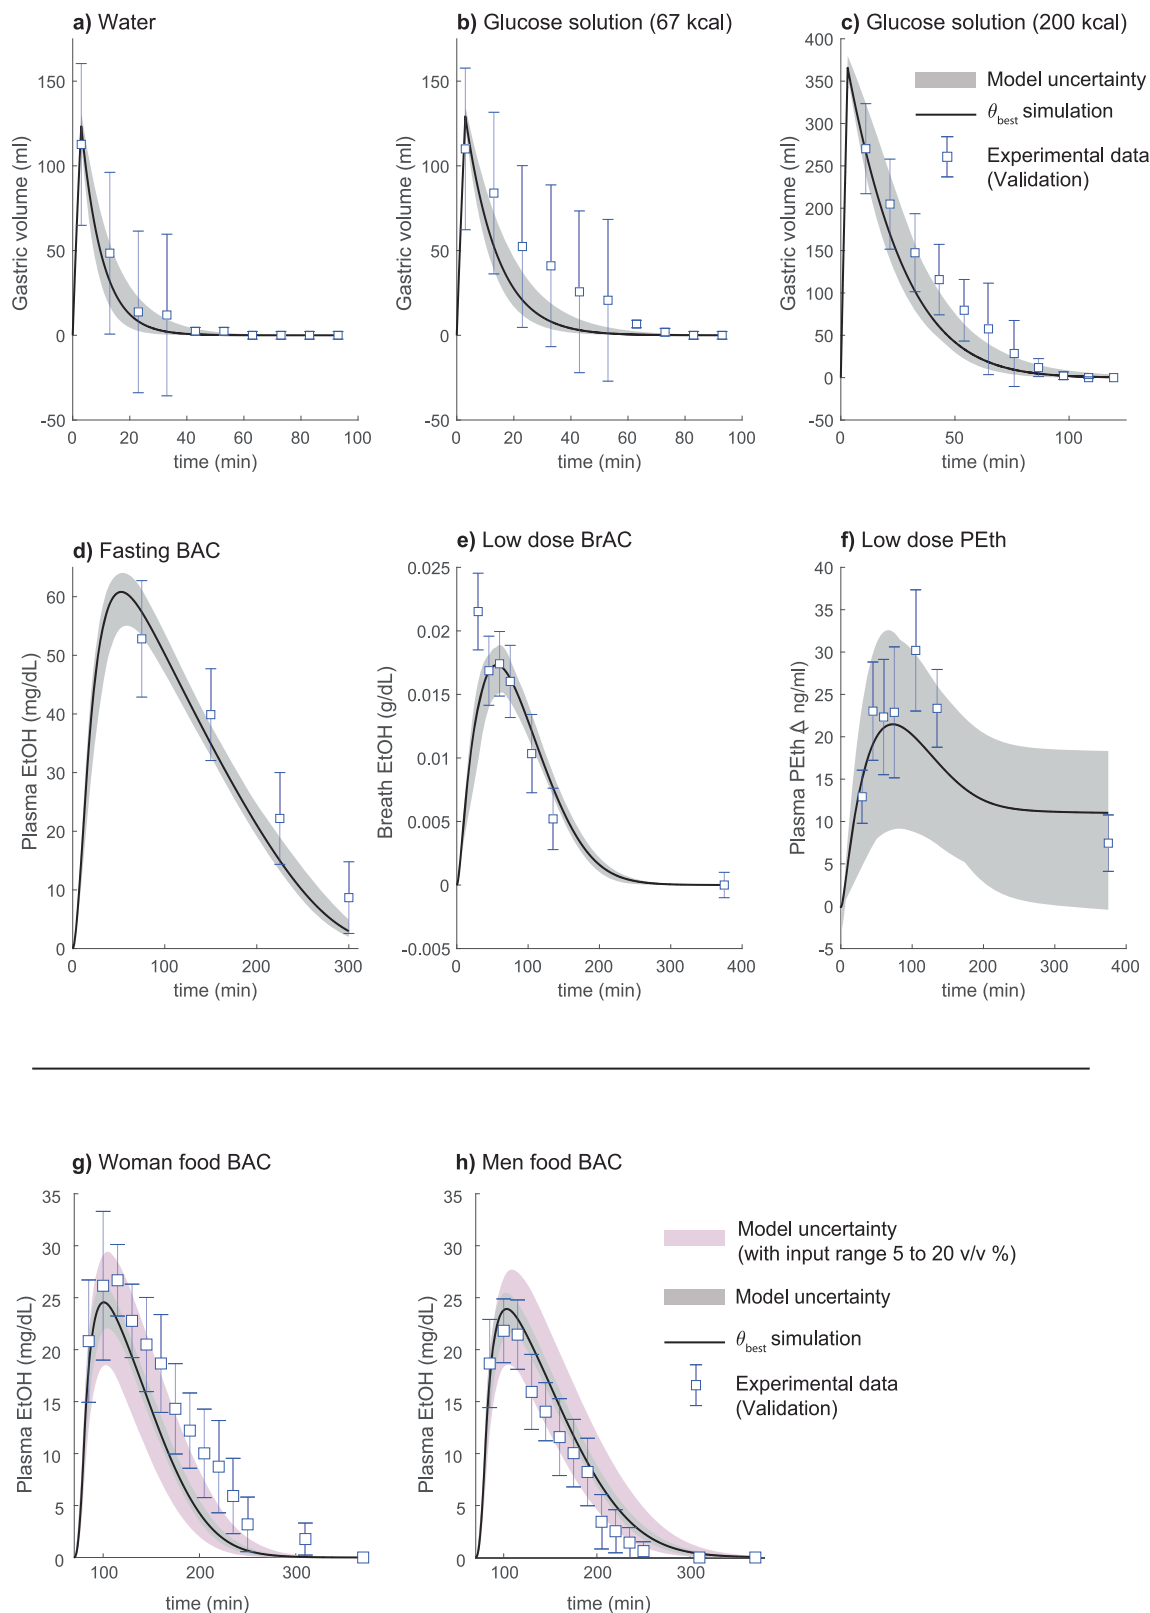 a) Water
b) Glucose solution (67 kcal)
c) Glucose solution (200 kcal)
Gastric volume (ml)
150
100
50
0
-50
0 20 40 60 80 100
time (min)
Gastric volume (ml)
150
100
50
0
-50
0 20 40 60 80 100
time (min)
Gastric volume (ml)
400
350
300
250
200
150
100
50
0
-50
0 50 100
time (min)
Model uncertainty
θbest simulation
Experimental data
(Validation)
d) Fasting BAC
e) Low dose BrAC
f) Low dose PEth
Plasma EtOH (mg/dL)
60
50
40
30
20
10
0
0 100 200 300
time (min)
Breath EtOH (g/dL)
0.025
0.02
0.015
0.01
0.005
0
-0.005
0 100 200 300 400
time (min)
Plasma PEth Δ ng/ml)
40
35
30
25
20
15
10
5
0
-5
0 100 200 300 400
time (min)
g) Woman food BAC
h) Men food BAC
Plasma EtOH (mg/dL)
35
30
25
20
15
10
5
0
100 200 300
time (min)
Plasma EtOH (mg/dL)
35
30
25
20
15
10
5
0
100 200 300
time (min)
Model uncertainty
(with input range 5 to 20 v/v %)
Model uncertainty
θbest simulation
Experimental data
(Validation)